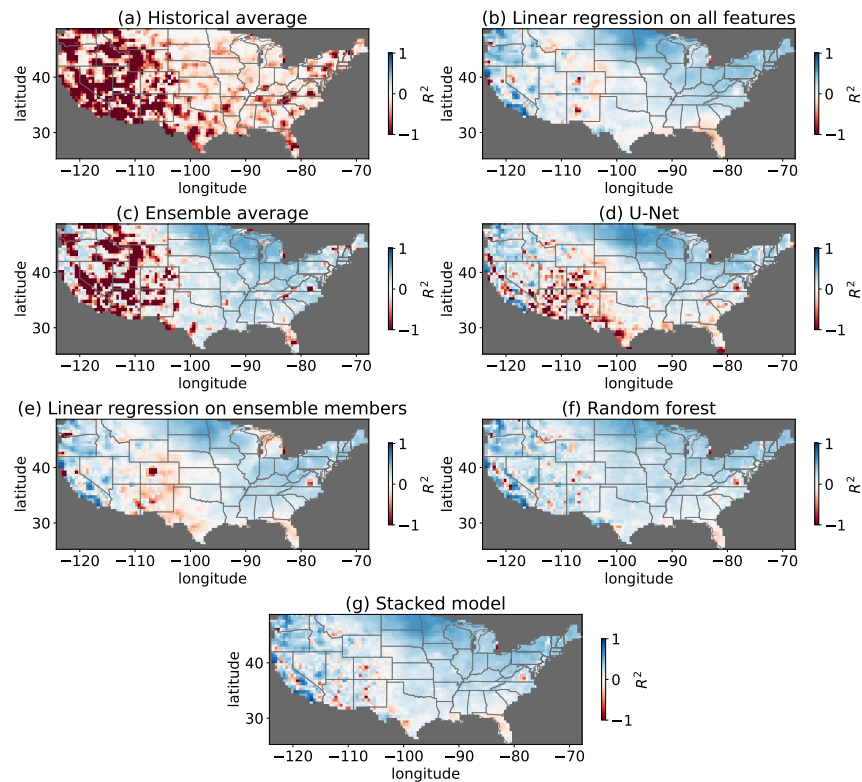 (a) Historical average
40
30
latitude
−120 −110 −100 −90 −80 −70
longitude
1
0
−1
R²
(b) Linear regression on all features
40
30
latitude
−120 −110 −100 −90 −80 −70
longitude
1
0
−1
R²
(c) Ensemble average
40
30
latitude
−120 −110 −100 −90 −80 −70
longitude
1
0
−1
R²
(d) U-Net
40
30
latitude
−120 −110 −100 −90 −80 −70
longitude
1
0
−1
R²
(e) Linear regression on ensemble members
40
30
latitude
−120 −110 −100 −90 −80 −70
longitude
1
0
−1
R²
(f) Random forest
40
30
latitude
−120 −110 −100 −90 −80 −70
longitude
1
0
−1
R²
(g) Stacked model
40
30
latitude
−120 −110 −100 −90 −80 −70
longitude
1
0
−1
R²